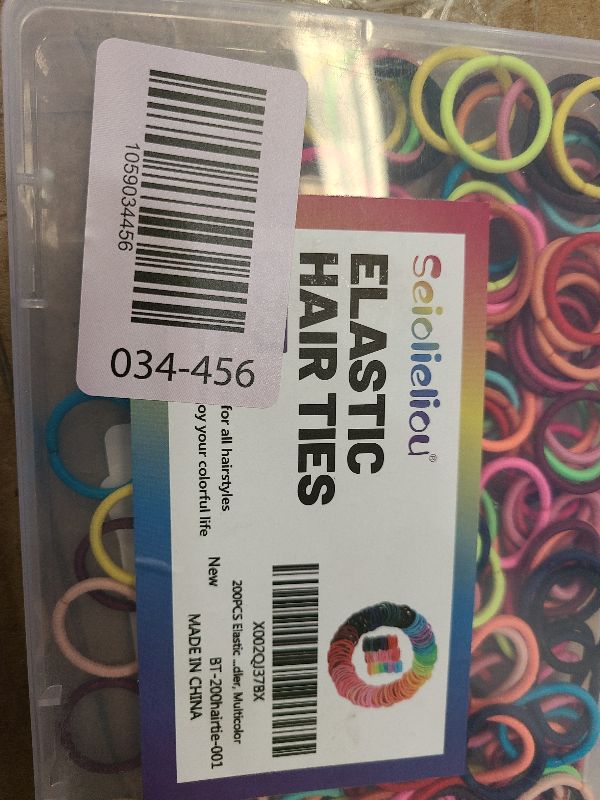 1059034456
034-456
Seiolieliou®
ELASTIC
HAIR TIES
for all hairstyles
oy your colorful life
X002QJ37BX
200PCS Elastic ...dler, Multicolor
New
BT-200hairtie-001
MADE IN CHINA